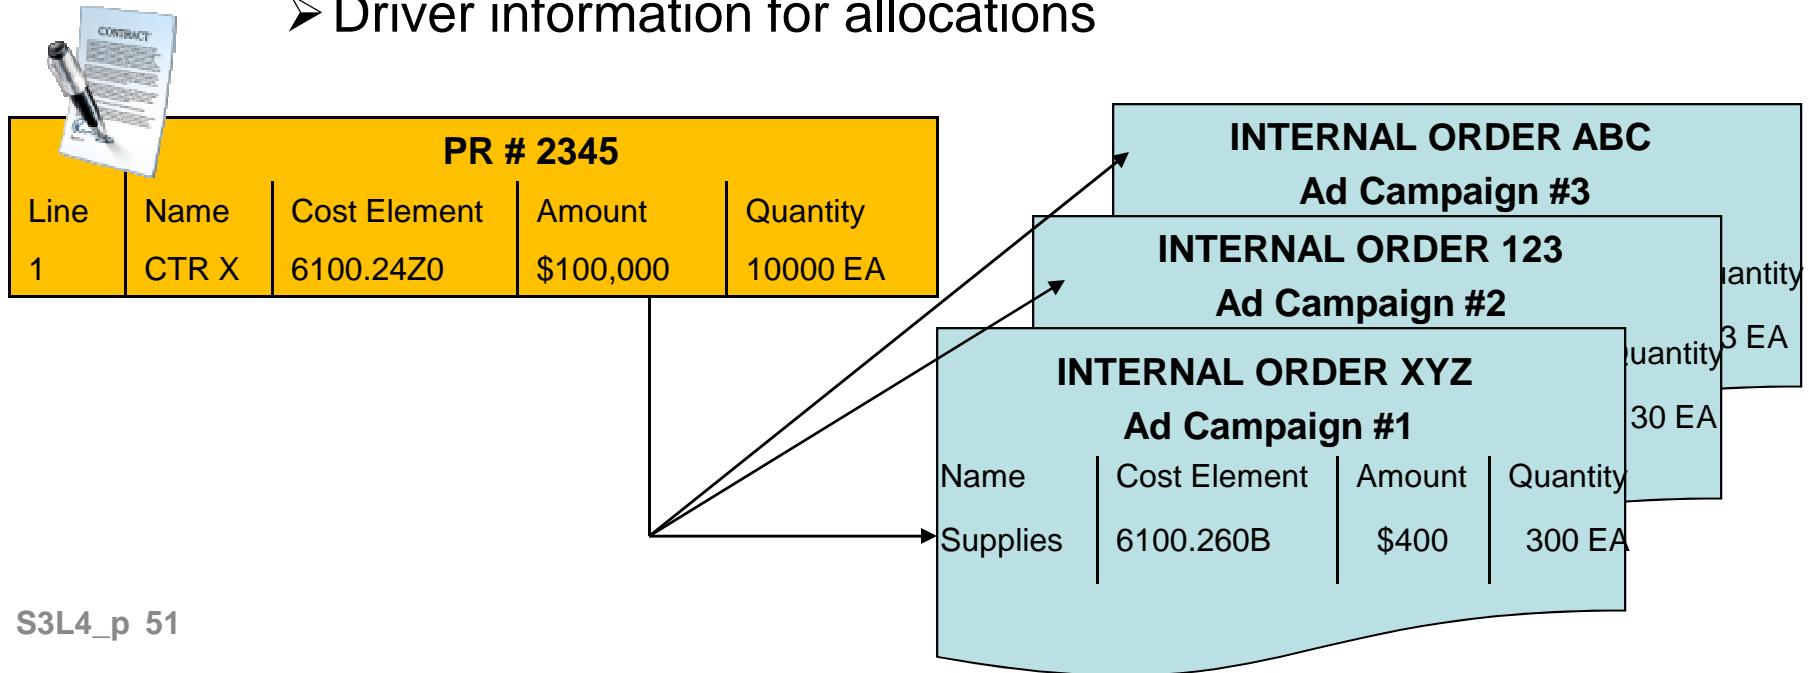 ➢ Driver information for allocations
CONTRACT
PR # 2345
Line Name Cost Element Amount Quantity
1 CTR X 6100.24Z0 $100,000 10000 EA
INTERNAL ORDER ABC
Ad Campaign #3
3 EA
INTERNAL ORDER 123
Ad Campaign #2
30 EA
INTERNAL ORDER XYZ
Ad Campaign #1
Name Cost Element Amount Quantity
Supplies 6100.260B $400 300 EA
S3L4_p 51